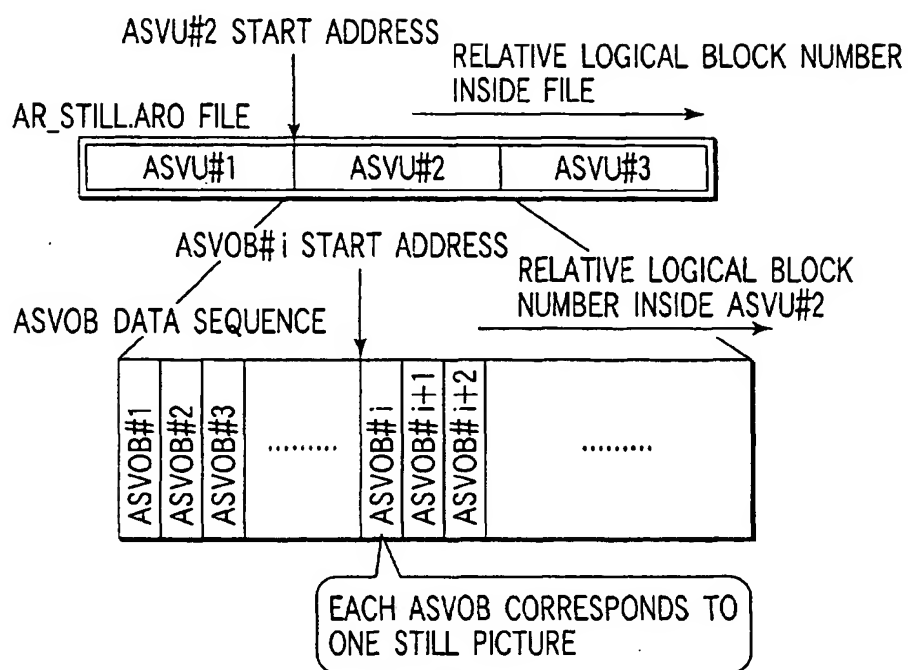 ASVU#2 START ADDRESS
RELATIVE LOGICAL BLOCK NUMBER
INSIDE FILE
AR_STILL.ARO FILE
ASVU#1
ASVU#2
ASVU#3
ASVOB#i START ADDRESS
RELATIVE LOGICAL BLOCK
NUMBER INSIDE ASVU#2
ASVOB DATA SEQUENCE
ASVOB#1
ASVOB#2
ASVOB#3
.........
ASVOB#i
ASVOB#i+1
ASVOB#i+2
.........
EACH ASVOB CORRESPONDS TO
ONE STILL PICTURE